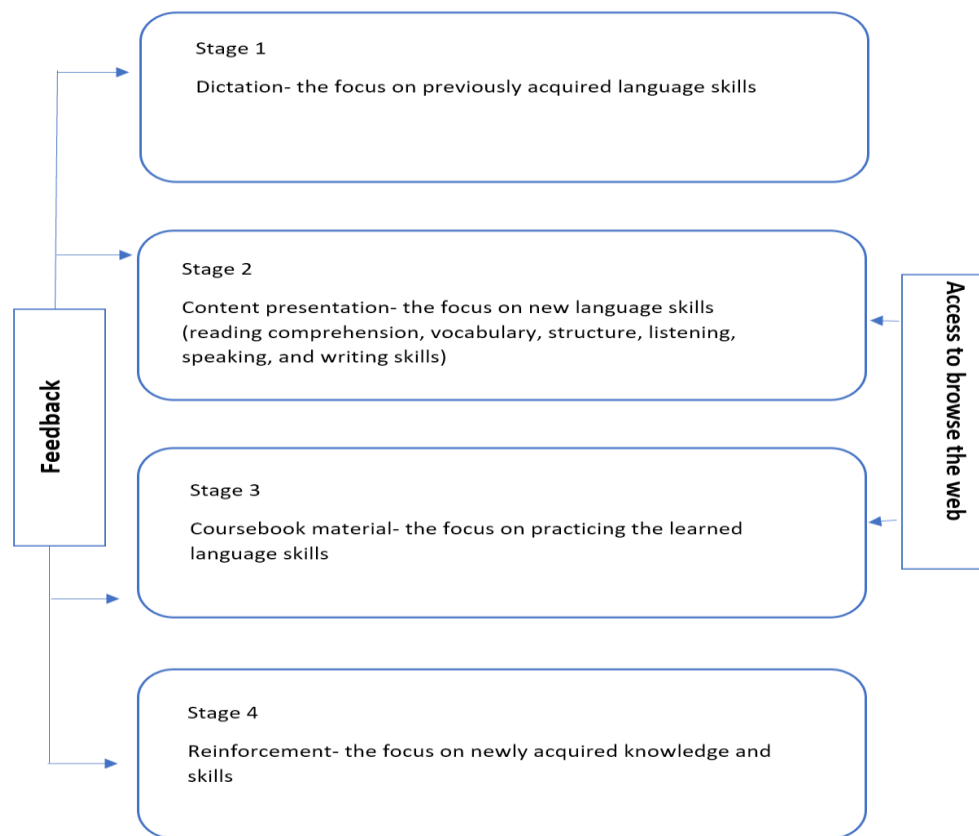 Stage 1
Dictation- the focus on previously acquired language skills
Stage 2
Content presentation- the focus on new language skills
(reading comprehension, vocabulary, structure, listening,
speaking, and writing skills)
Feedback
Access to browse the web
Stage 3
Coursebook material- the focus on practicing the learned
language skills
Stage 4
Reinforcement- the focus on newly acquired knowledge and
skills